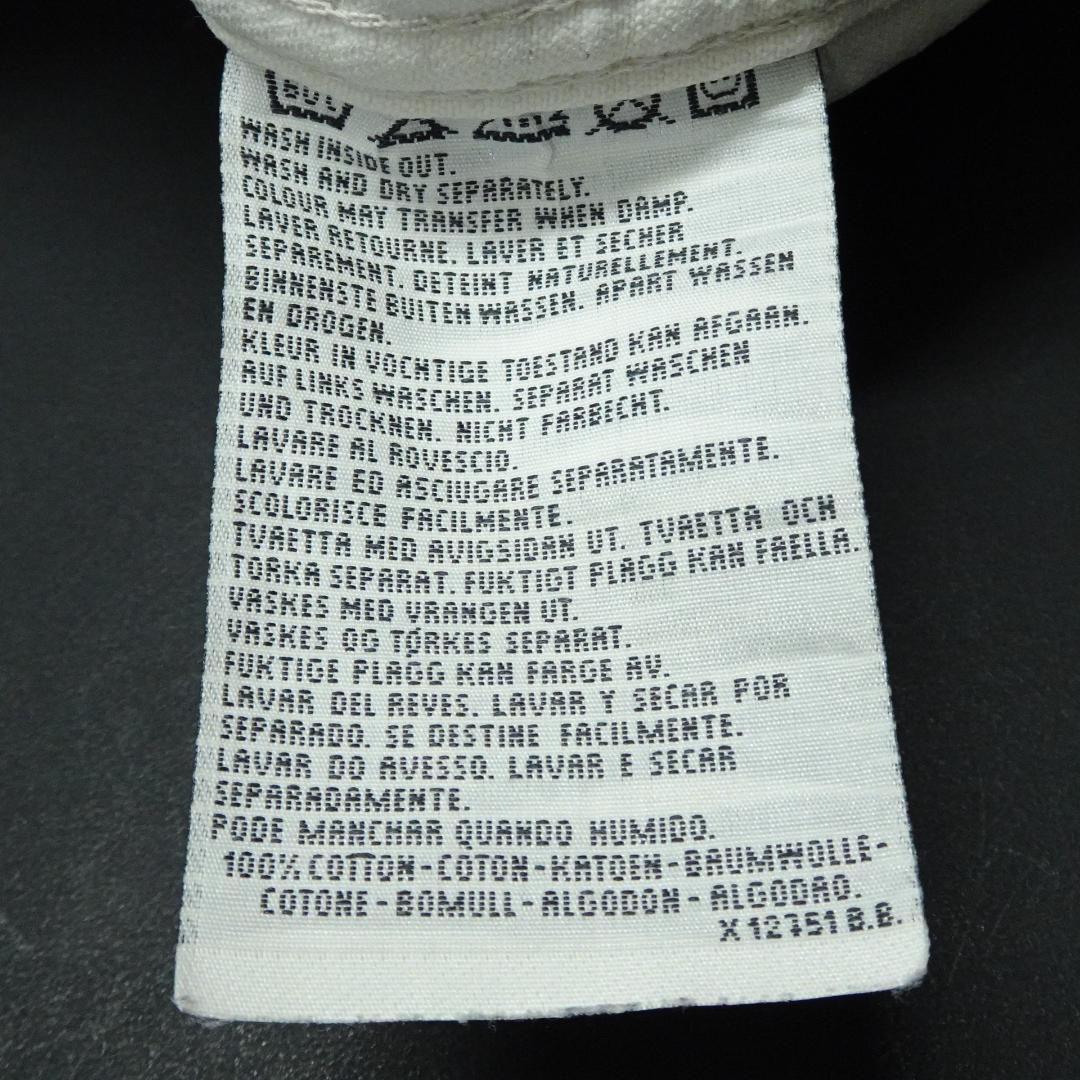 WASH INSIDE OUT.
WASH AND DRY SEPARATELY.
COLOUR MAY TRANSFER WHEN DAMP.
LAVER RETOURNE. LAVER ET SECHER
SEPAREMENT. DETEINT NATURELLEMENT.
BINNENSTE BUITEN WASSEN. APART WASSEN
EN DROGEN.
KLEUR IN VOCHTIGE TOESTAND KAN AFGAAN.
AUF LINKS WASCHEN. SEPARAT WASCHEN
UND TROCKNEN. NICHT FARBECHT.
LAVARE AL ROVESCIO.
LAVARE ED ASCIUGARE SEPARATAMENTE.
SCOLORISCE FACILMENTE.
TVAETTA MED AVIGSIDAN UT. TVAETTA OCH
TORKA SEPARAT. FUKTIGT PLAGG KAN FAELLA.
VASKES MED VRANGEN UT.
VASKES OG TØRKES SEPARAT.
FUKTIGE PLAGG KAN FARGE AV.
LAVAR DEL REVES. LAVAR Y SECAR POR
SEPARADO. SE DESTINE FACILMENTE.
LAVAR DO AVESSO. LAVAR E SECAR
SEPARADAMENTE.
PODE MANCHAR QUANDO HUMIDO.
100% COTTON - COTON - KATOEN - BAUMWOLLE -
COTONE - BOMULL - ALGODON - ALGODAO.
X 12751 B.B.